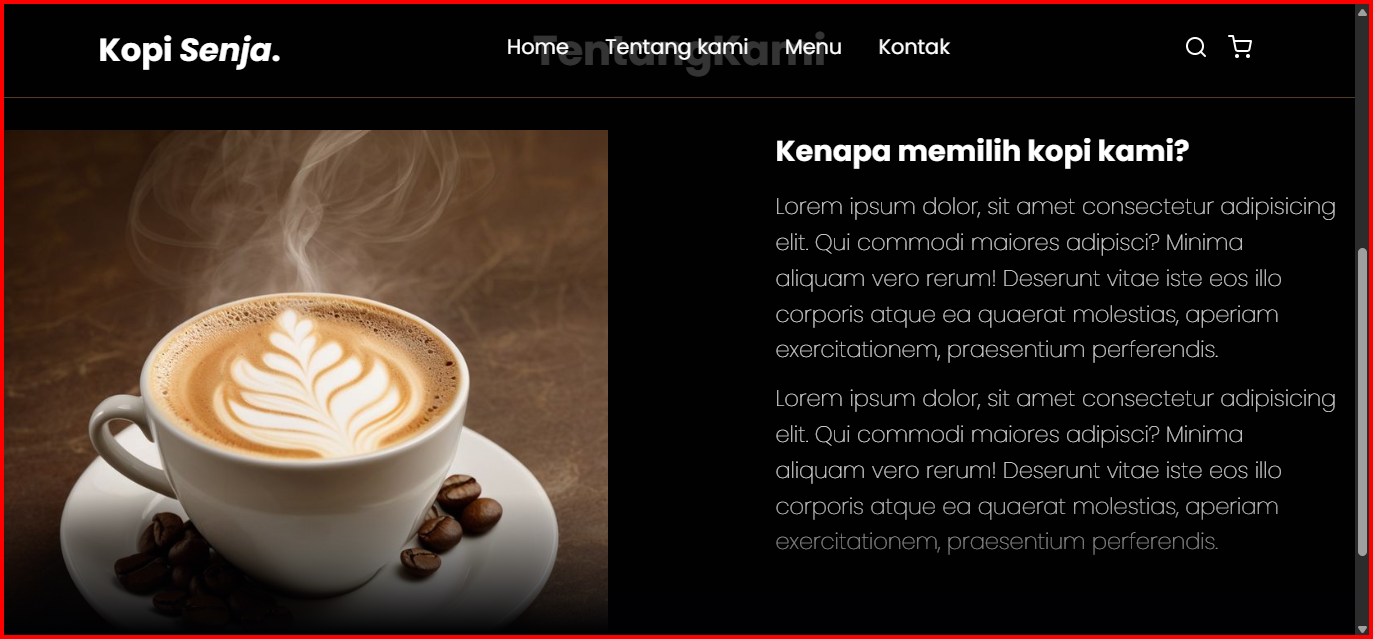 Kopi Senja.
Home Tentang kami Menu Kontak
TentangKami
Kenapa memilih kopi kami?
Lorem ipsum dolor, sit amet consectetur adipisicing
elit. Qui commodi maiores adipisci? Minima
aliquam vero rerum! Deserunt vitae iste eos illo
corporis atque ea quaerat molestias, aperiam
exercitationem, praesentium perferendis.
Lorem ipsum dolor, sit amet consectetur adipisicing
elit. Qui commodi maiores adipisci? Minima
aliquam vero rerum! Deserunt vitae iste eos illo
corporis atque ea quaerat molestias, aperiam
exercitationem, praesentium perferendis.